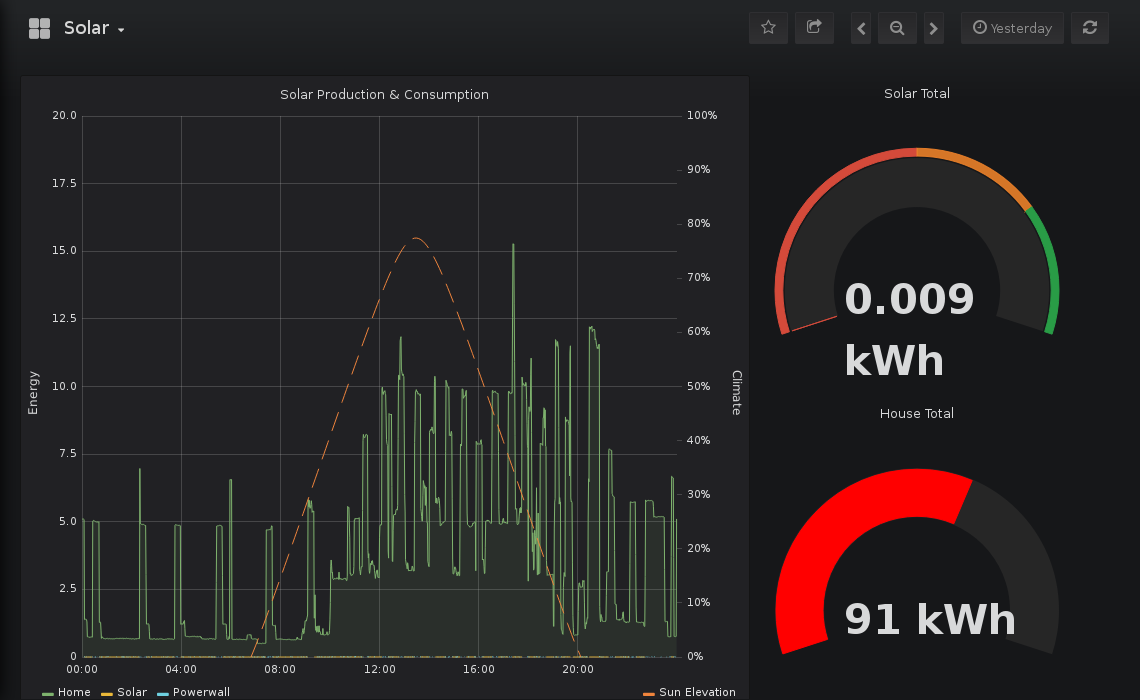 Solar
Yesterday
Solar Production & Consumption
Solar Total
20.0
17.5
15.0
12.5
10.0
7.5
5.0
2.5
0
Energy
100%
90%
80%
70%
60%
50%
40%
30%
20%
10%
0%
Climate
00:00 04:00 08:00 12:00 16:00 20:00
Home Solar Powerwall Sun Elevation
0.009
kWh
House Total
91 kWh